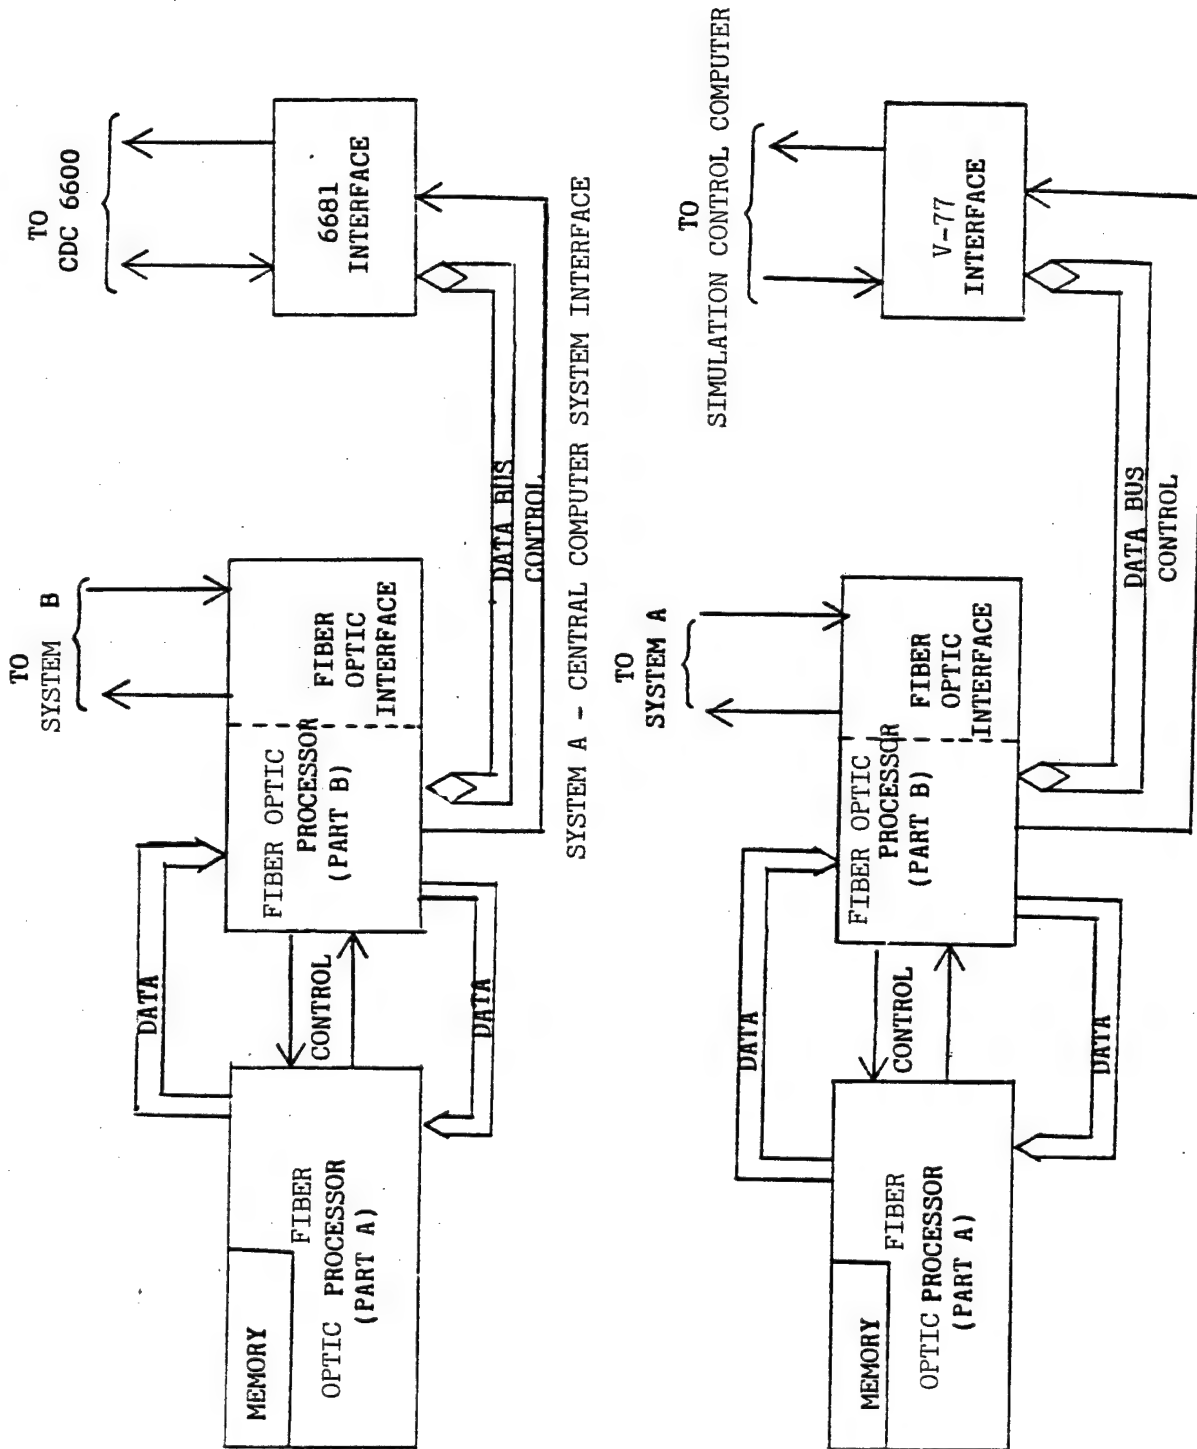 TO
SYSTEM B
TO
CDC 6600
DATA
MEMORY
FIBER
OPTIC PROCESSOR
(PART A)
CONTROL
DATA
FIBER OPTIC
PROCESSOR
(PART B)
FIBER
OPTIC
INTERFACE
6681
INTERFACE
DATA BUS
CONTROL
SYSTEM A - CENTRAL COMPUTER SYSTEM INTERFACE
TO
SYSTEM A
TO
SIMULATION CONTROL COMPUTER
DATA
MEMORY
FIBER
OPTIC PROCESSOR
(PART A)
CONTROL
DATA
FIBER OPTIC
PROCESSOR
(PART B)
FIBER
OPTIC
INTERFACE
V-77
INTERFACE
DATA BUS
CONTROL